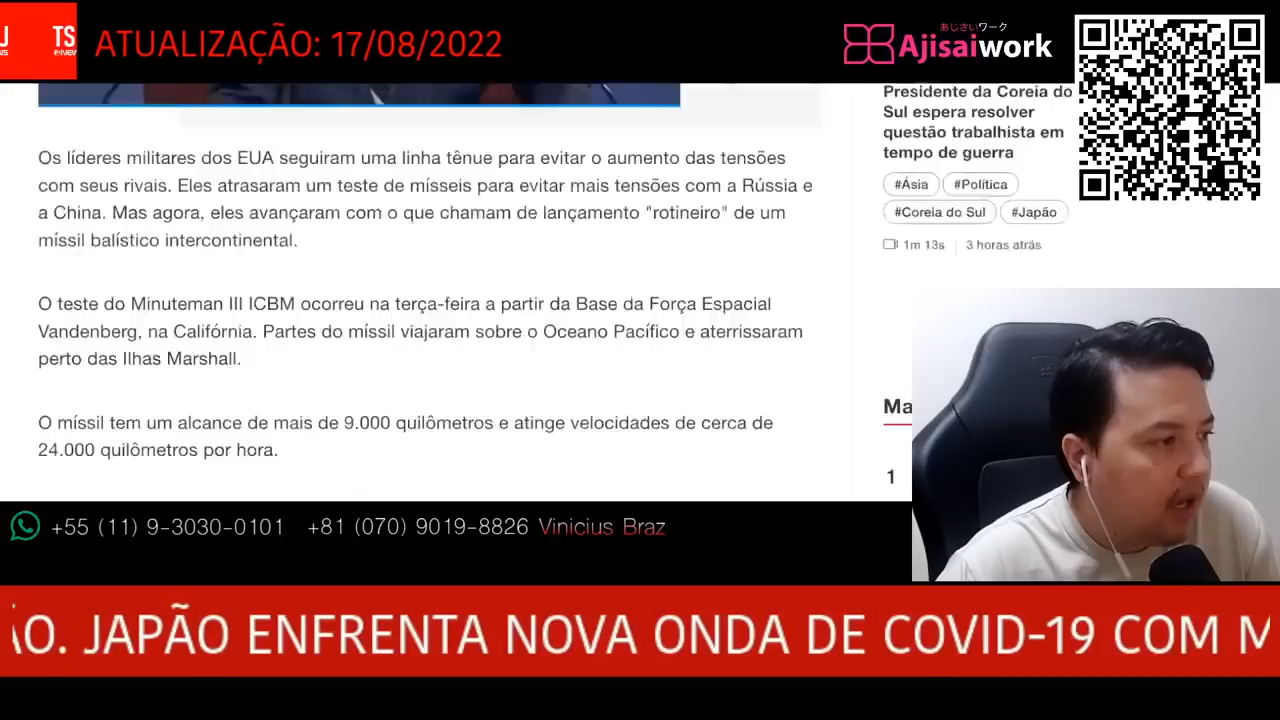 J
TS
E-NEW
ATUALIZAÇÃO: 17/08/2022
あじさいワーク
Ajisaiwork
Os líderes militares dos EUA seguiram uma linha tênue para evitar o aumento das tensões
com seus rivais. Eles atrasaram um teste de mísseis para evitar mais tensões com a Rússia e
a China. Mas agora, eles avançaram com o que chamam de lançamento "rotineiro" de um
míssil balístico intercontinental.
O teste do Minuteman III ICBM ocorreu na terça-feira a partir da Base da Força Espacial
Vandenberg, na Califórnia. Partes do míssil viajaram sobre o Oceano Pacífico e aterrissaram
perto das Ilhas Marshall.
O míssil tem um alcance de mais de 9.000 quilômetros e atinge velocidades de cerca de
24.000 quilômetros por hora.
Presidente da Coreia do
Sul espera resolver
questão trabalhista em
tempo de guerra
#Ásia #Política
#Coreia do Sul #Japão
1m 13s 3 horas atrás
Ma
1
+55 (11) 9-3030-0101 +81 (070) 9019-8826 Vinicius Braz
ÃO. JAPÃO ENFRENTA NOVA ONDA DE COVID-19 COM M